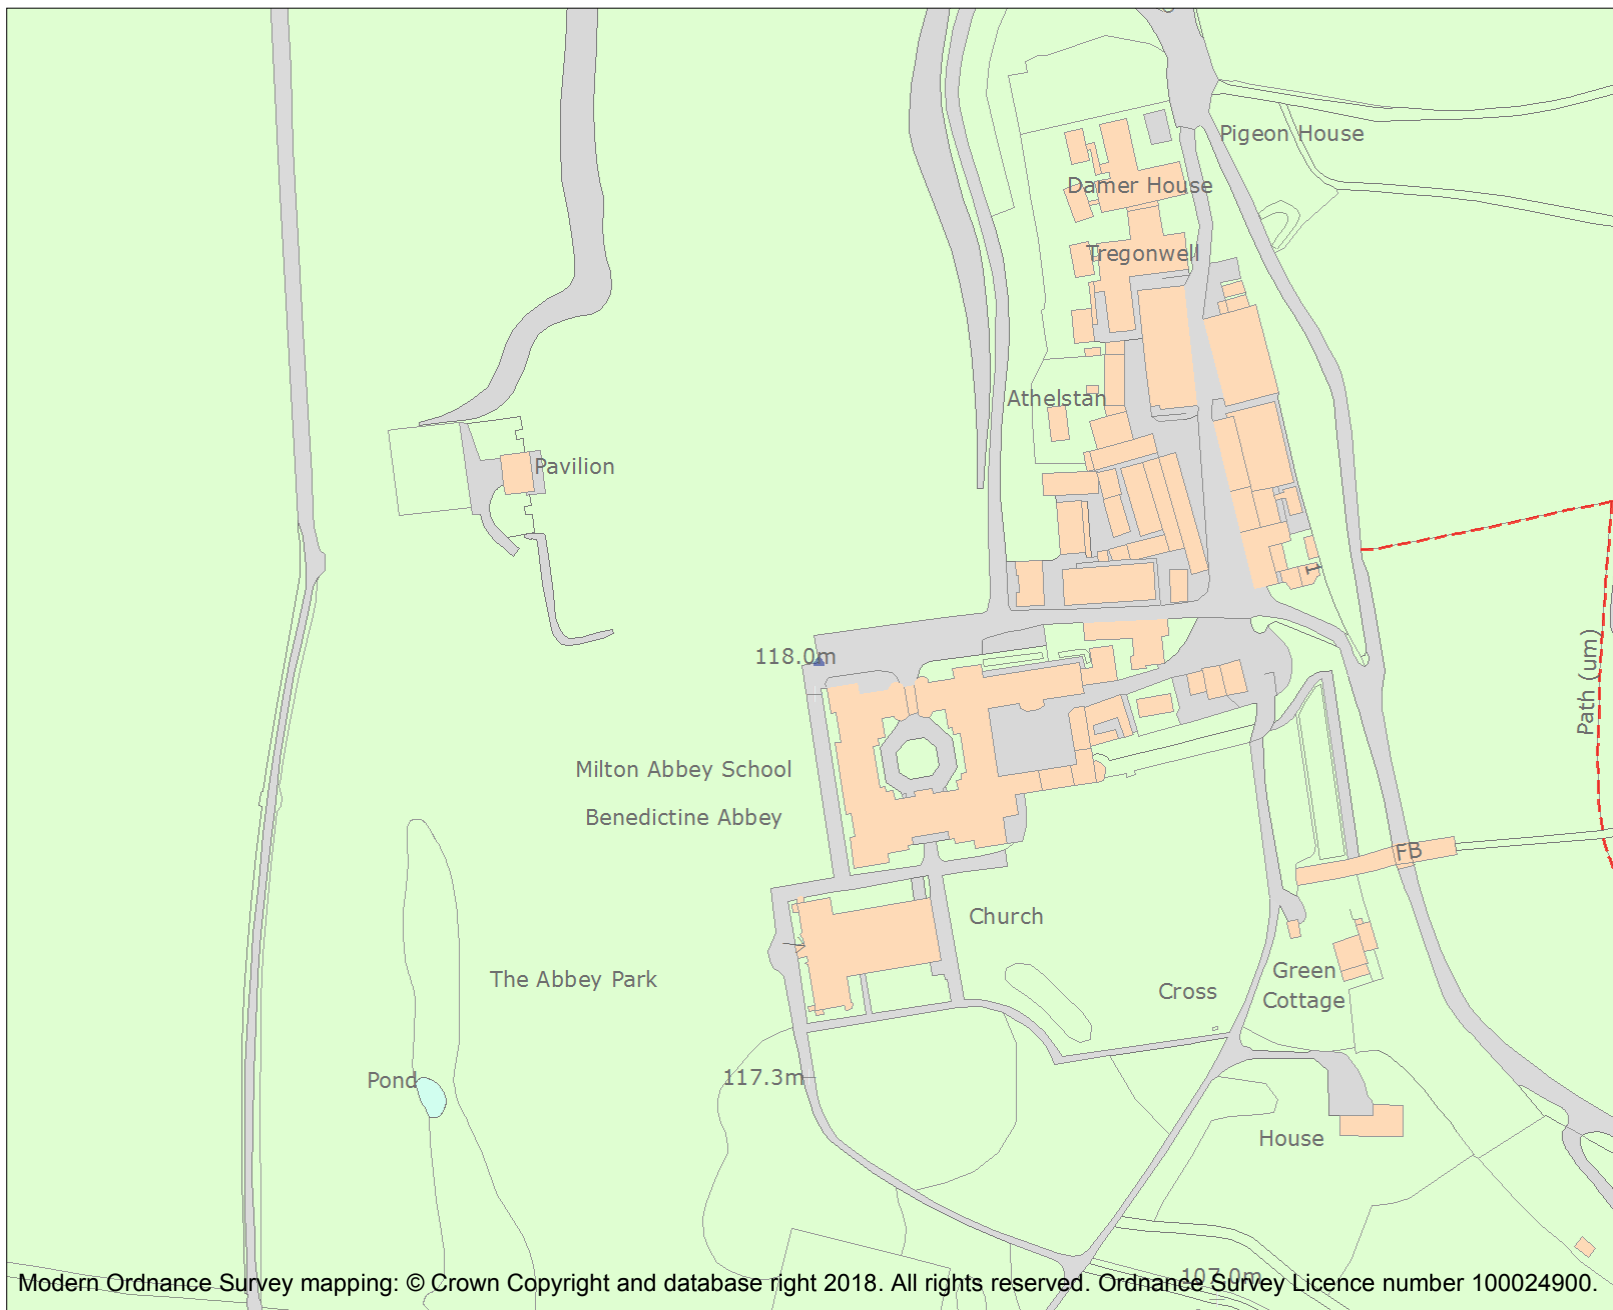 Pigeon House
Damer House
Tregonwell
Athelstan
Pavilion
1
118.0m
Path (um)
Milton Abbey School
Benedictine Abbey
FB
Church
The Abbey Park
Cross
Green
Cottage
Pond
117.3m
House
107.0m
Modern Ordnance Survey mapping: © Crown Copyright and database right 2018. All rights reserved. Ordnance Survey Licence number 100024900.